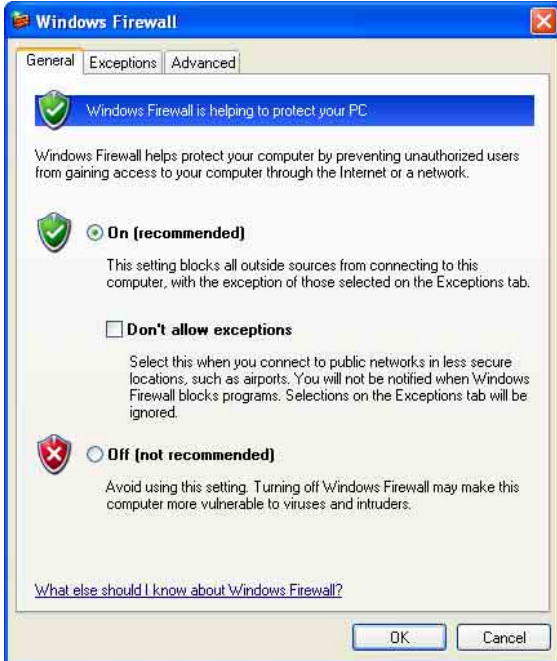 Windows Firewall
General Exceptions Advanced
Windows Firewall is helping to protect your PC
Windows Firewall helps protect your computer by preventing unauthorized users
from gaining access to your computer through the Internet or a network.
On (recommended)
This setting blocks all outside sources from connecting to this
computer, with the exception of those selected on the Exceptions tab.
Don't allow exceptions
Select this when you connect to public networks in less secure
locations, such as airports. You will not be notified when Windows
Firewall blocks programs. Selections on the Exceptions tab will be
ignored.
Off (not recommended)
Avoid using this setting. Turning off Windows Firewall may make this
computer more vulnerable to viruses and intruders.
What else should I know about Windows Firewall?
OK Cancel